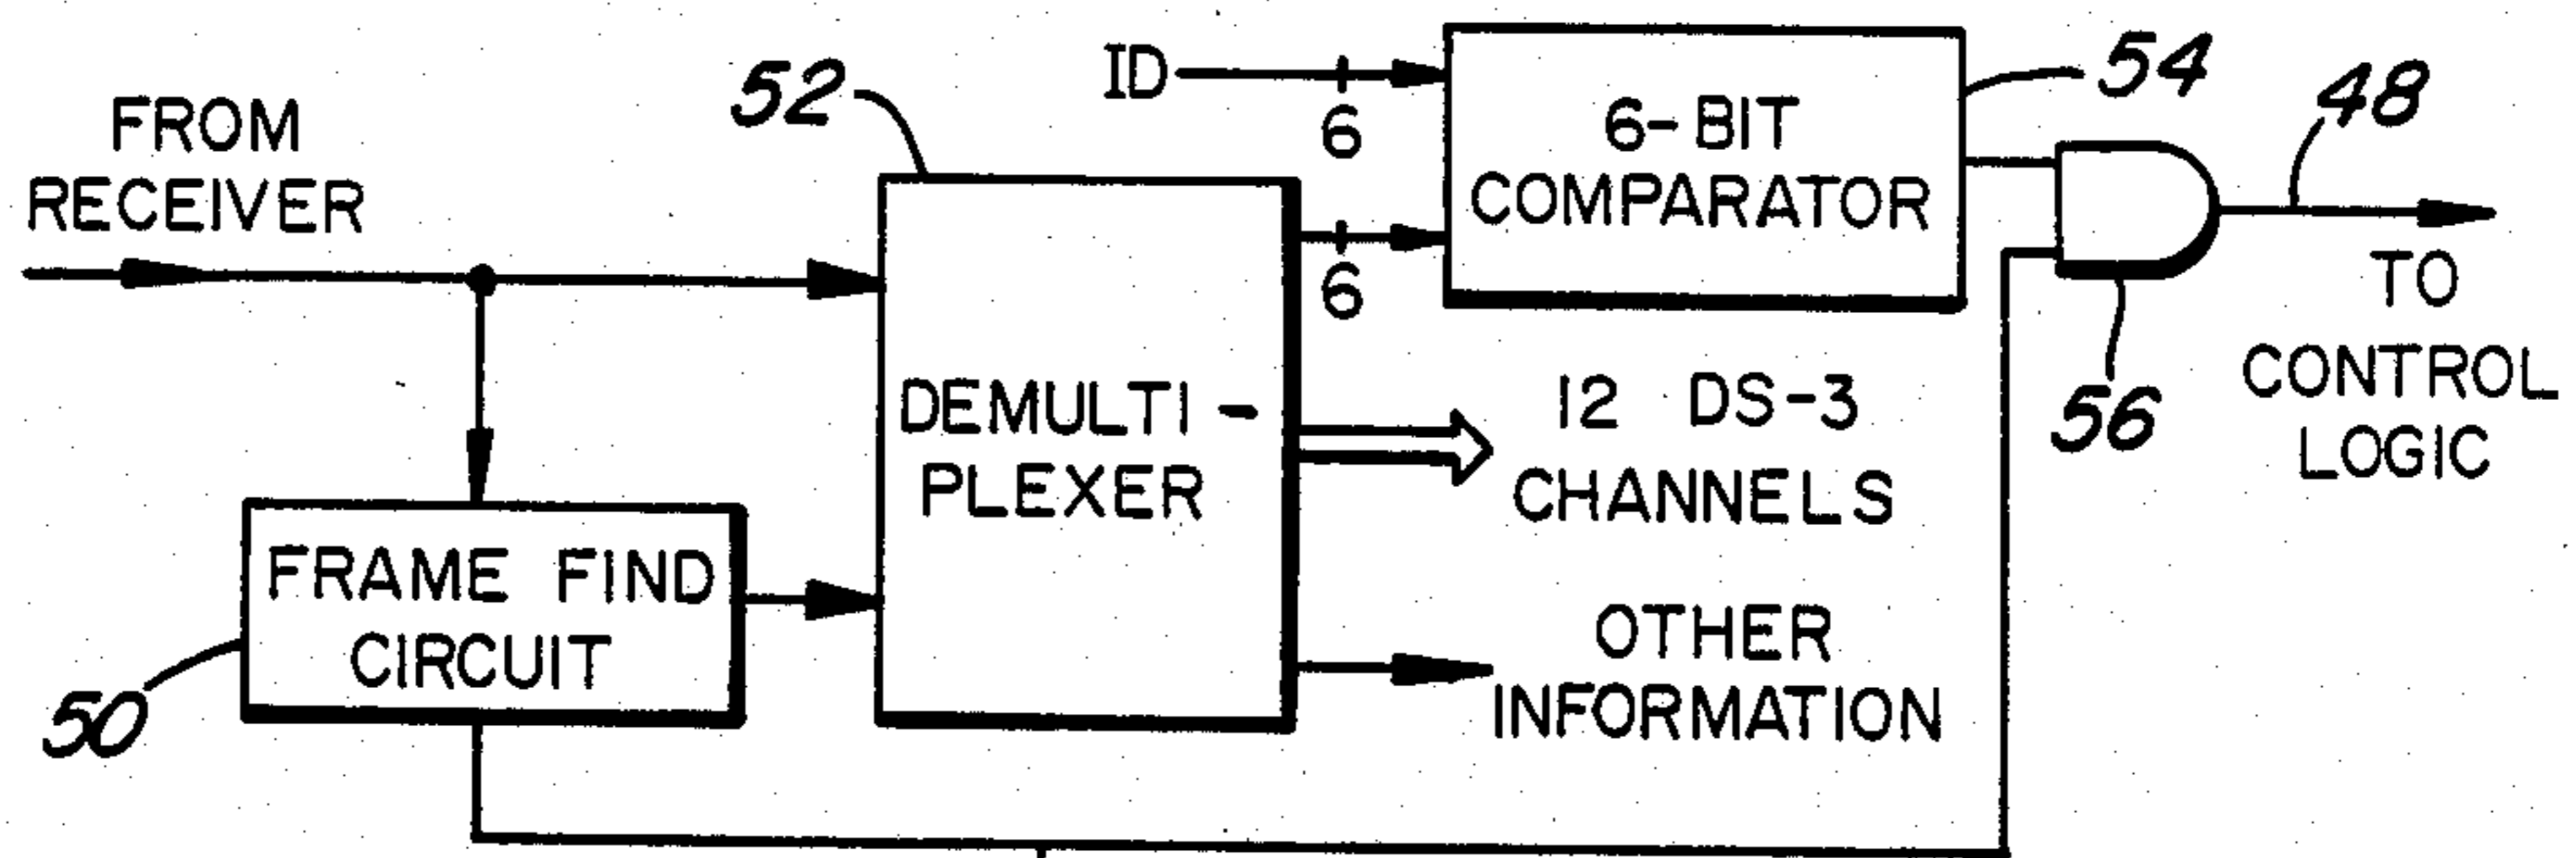 FROM
RECEIVER
52
ID
6
6
6-BIT
COMPARATOR
54
48
TO
CONTROL
LOGIC
56
DEMULTI-
PLEXER
12 DS-3
CHANNELS
OTHER
INFORMATION
FRAME FIND
CIRCUIT
50